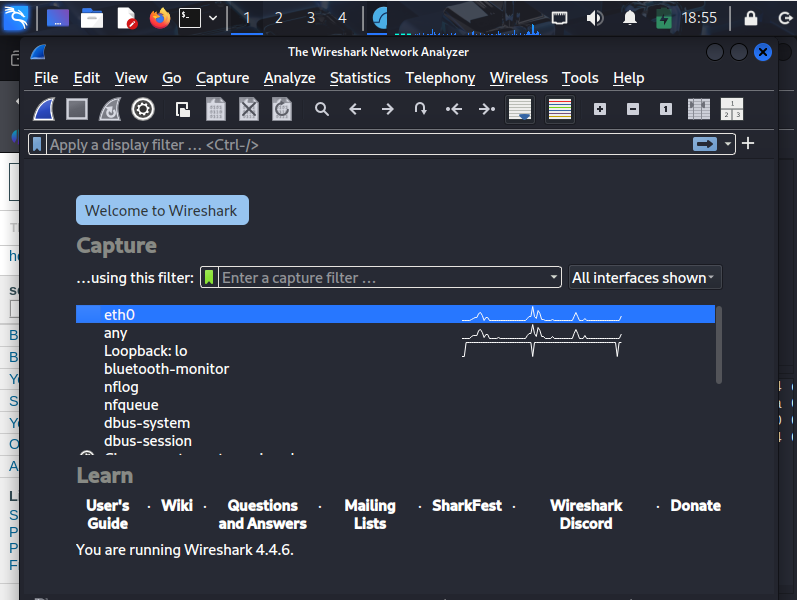 1 2 3 4 18:55
The Wireshark Network Analyzer
File Edit View Go Capture Analyze Statistics Telephony Wireless Tools Help
Apply a display filter … <Ctrl-/>
Welcome to Wireshark
Capture
…using this filter: Enter a capture filter … All interfaces shown
eth0
any
Loopback: lo
bluetooth-monitor
nflog
nfqueue
dbus-system
dbus-session
Learn
User's Guide · Wiki · Questions and Answers · Mailing Lists · SharkFest · Wireshark Discord · Donate
You are running Wireshark 4.4.6.